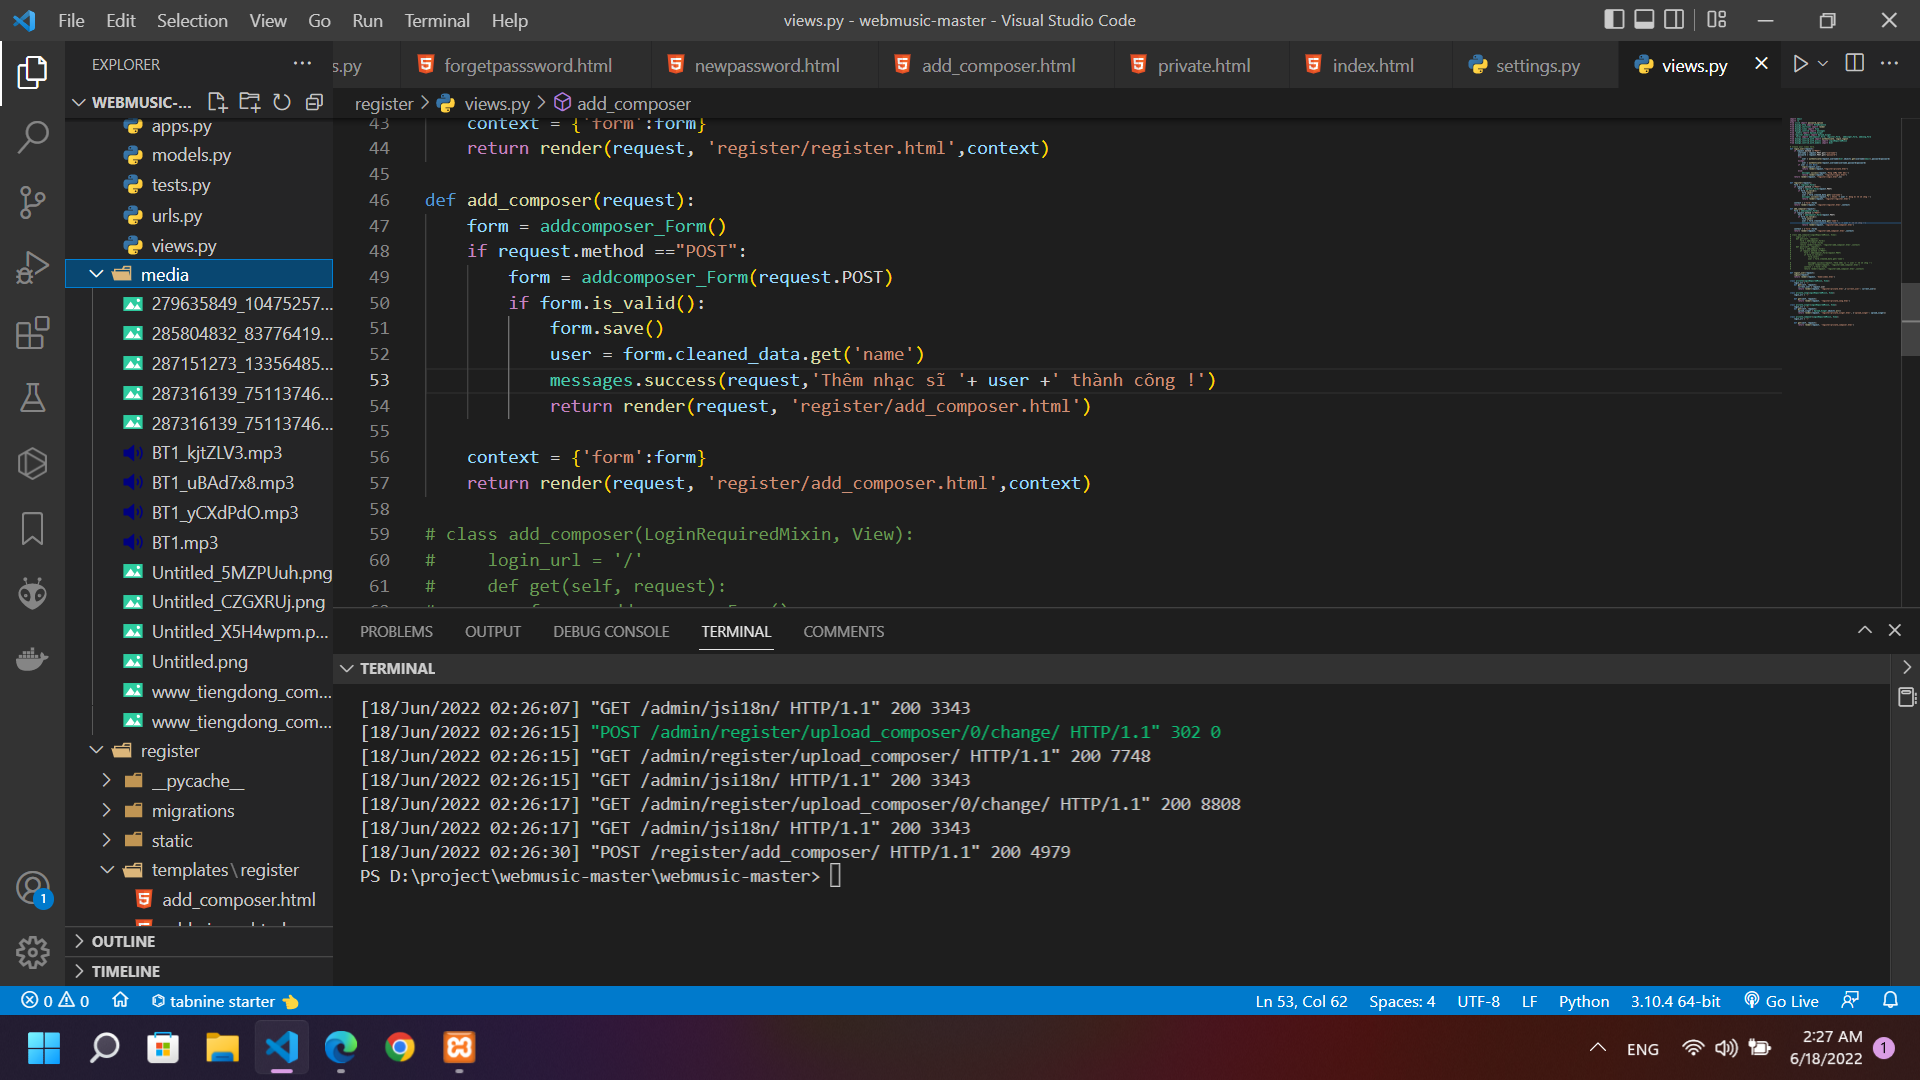 File Edit Selection View Go Run Terminal Help
views.py - webmusic-master - Visual Studio Code
EXPLORER
s.py
forgetpasssword.html
newpassword.html
add_composer.html
private.html
index.html
settings.py
views.py
WEBMUSIC-...
register > views.py > add_composer
apps.py
models.py
tests.py
urls.py
views.py
media
279635849_10475257...
285804832_83776419...
287151273_13356485...
287316139_75113746...
287316139_75113746...
BT1_kjtZLV3.mp3
BT1_uBAd7x8.mp3
BT1_yCXdPdO.mp3
BT1.mp3
Untitled_5MZPUuh.png
Untitled_CZGXRUj.png
Untitled_X5H4wpm.p...
Untitled.png
www_tiengdong_com...
www_tiengdong_com...
register
__pycache__
migrations
static
templates\register
add_composer.html
OUTLINE
TIMELINE
43 context = {'form':form}
44 return render(request, 'register/register.html',context)
45
46 def add_composer(request):
47 form = addcomposer_Form()
48 if request.method =="POST":
49 form = addcomposer_Form(request.POST)
50 if form.is_valid():
51 form.save()
52 user = form.cleaned_data.get('name')
53 messages.success(request,'Thêm nhạc sĩ '+ user +' thành công !')
54 return render(request, 'register/add_composer.html')
55
56 context = {'form':form}
57 return render(request, 'register/add_composer.html',context)
58
59 # class add_composer(LoginRequiredMixin, View):
60 # login_url = '/'
61 # def get(self, request):
PROBLEMS OUTPUT DEBUG CONSOLE TERMINAL COMMENTS
TERMINAL
[18/Jun/2022 02:26:07] "GET /admin/jsi18n/ HTTP/1.1" 200 3343
[18/Jun/2022 02:26:15] "POST /admin/register/upload_composer/0/change/ HTTP/1.1" 302 0
[18/Jun/2022 02:26:15] "GET /admin/register/upload_composer/ HTTP/1.1" 200 7748
[18/Jun/2022 02:26:15] "GET /admin/jsi18n/ HTTP/1.1" 200 3343
[18/Jun/2022 02:26:17] "GET /admin/register/upload_composer/0/change/ HTTP/1.1" 200 8808
[18/Jun/2022 02:26:17] "GET /admin/jsi18n/ HTTP/1.1" 200 3343
[18/Jun/2022 02:26:30] "POST /register/add_composer/ HTTP/1.1" 200 4979
PS D:\project\webmusic-master\webmusic-master>
1
0 0 tabnine starter
Ln 53, Col 62 Spaces: 4 UTF-8 LF Python 3.10.4 64-bit Go Live
ENG
2:27 AM
6/18/2022
1